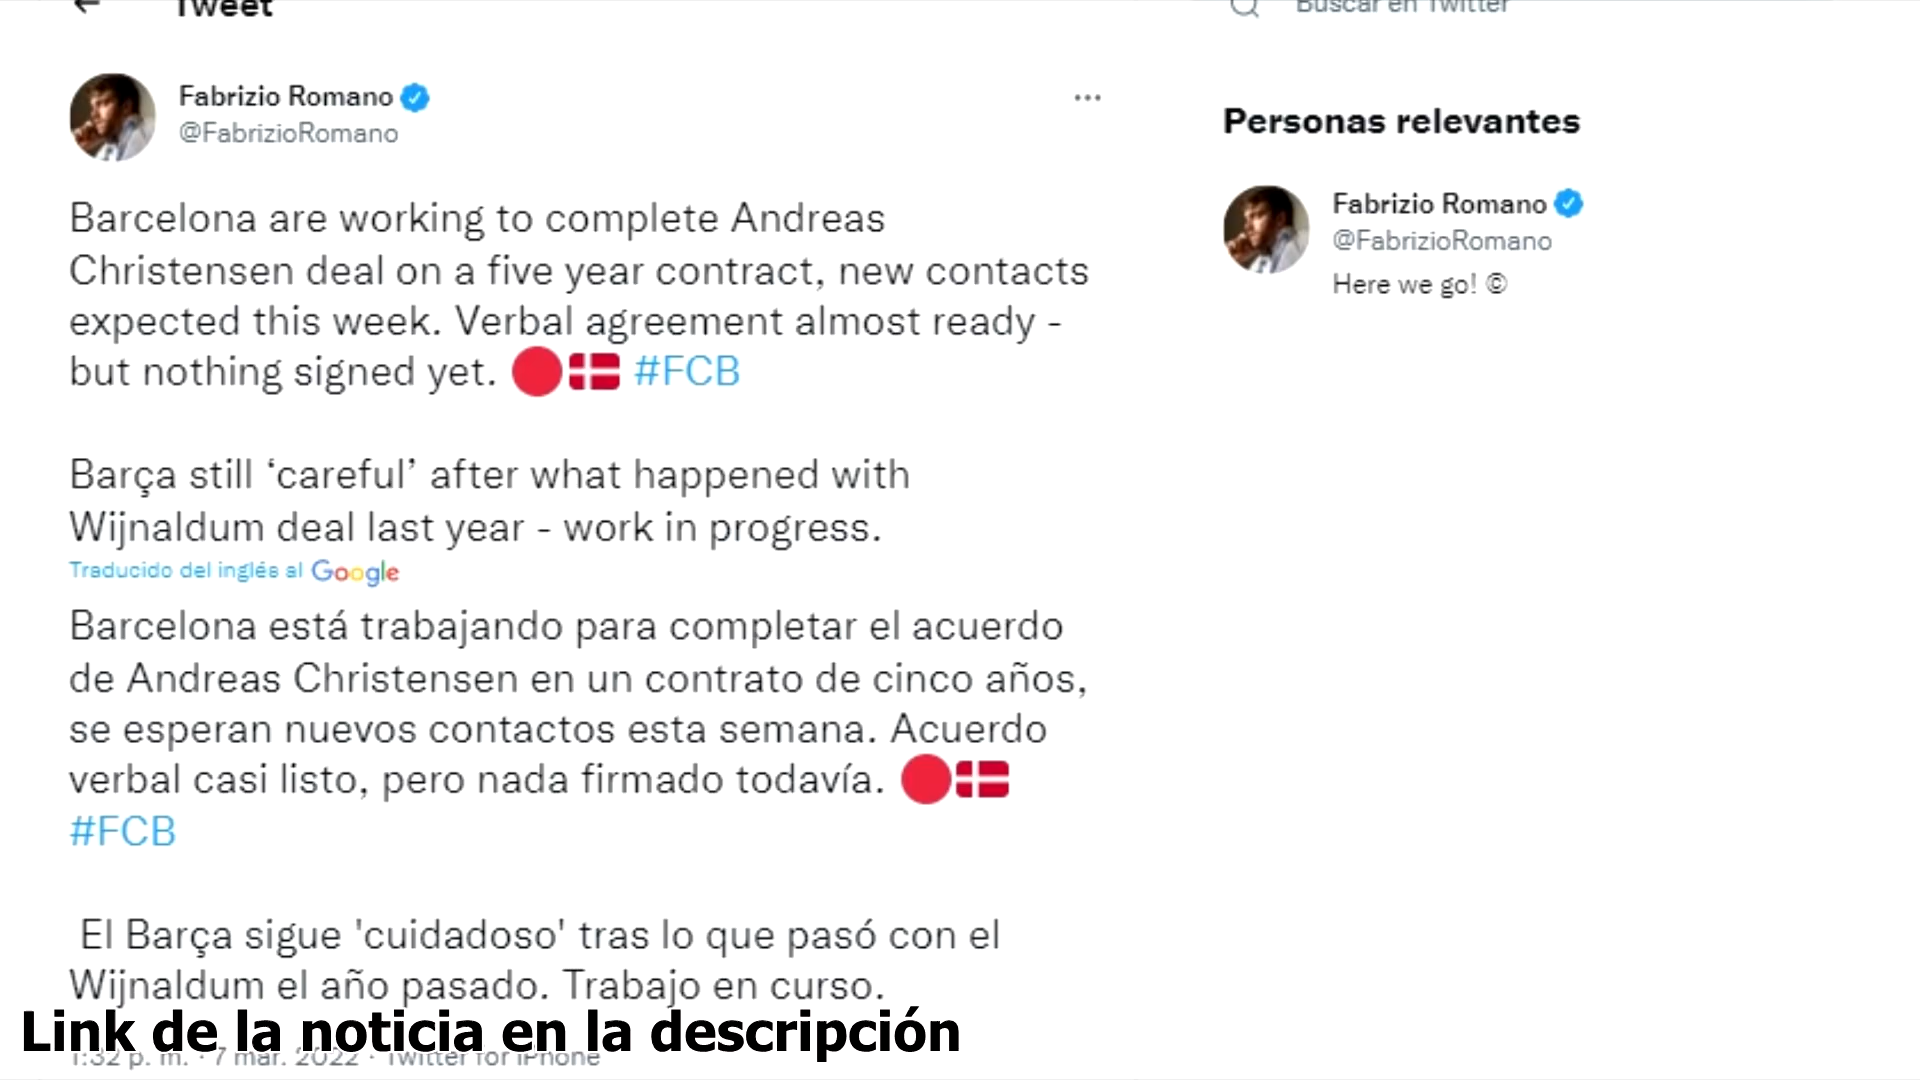 Tweet
Buscar en Twitter
Fabrizio Romano
@FabrizioRomano
Barcelona are working to complete Andreas
Christensen deal on a five year contract, new contacts
expected this week. Verbal agreement almost ready -
but nothing signed yet. 🔴🇩🇰 #FCB
Barça still ‘careful’ after what happened with
Wijnaldum deal last year - work in progress.
Traducido del inglés al Google
Barcelona está trabajando para completar el acuerdo
de Andreas Christensen en un contrato de cinco años,
se esperan nuevos contactos esta semana. Acuerdo
verbal casi listo, pero nada firmado todavía. 🔴🇩🇰
#FCB
El Barça sigue 'cuidadoso' tras lo que pasó con el
Wijnaldum el año pasado. Trabajo en curso.
Link de la noticia en la descripción
1:32 p. m. · 7 mar. 2022 · Twitter for iPhone
Personas relevantes
Fabrizio Romano
@FabrizioRomano
Here we go! ©